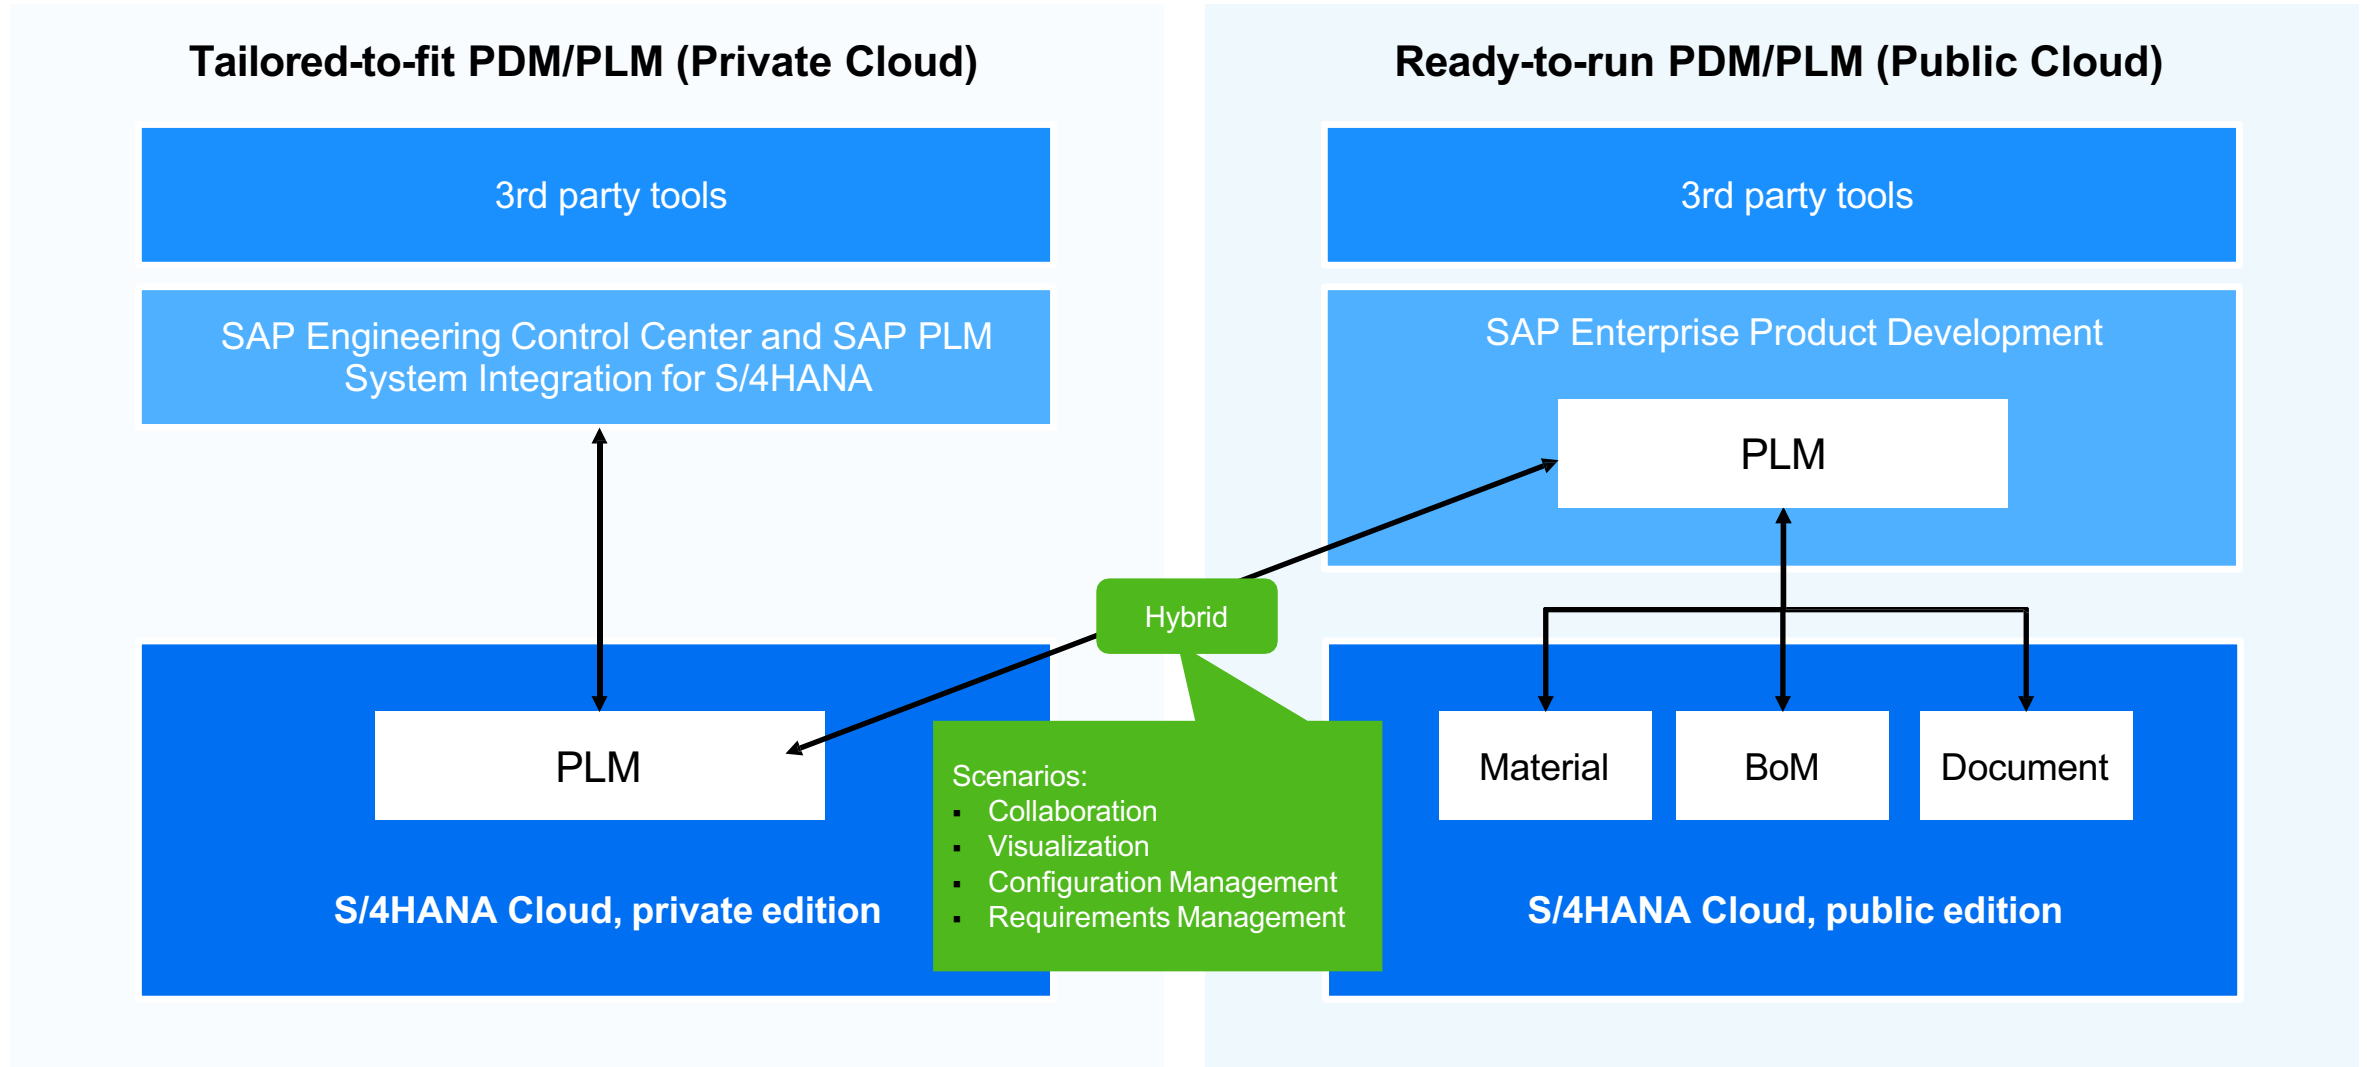 Tailored-to-fit PDM/PLM (Private Cloud)
3rd party tools
SAP Engineering Control Center and SAP PLM
System Integration for S/4HANA
PLM
S/4HANA Cloud, private edition
Hybrid
Scenarios:
▪ Collaboration
▪ Visualization
▪ Configuration Management
▪ Requirements Management
Ready-to-run PDM/PLM (Public Cloud)
3rd party tools
SAP Enterprise Product Development
PLM
Material
BoM
Document
S/4HANA Cloud, public edition